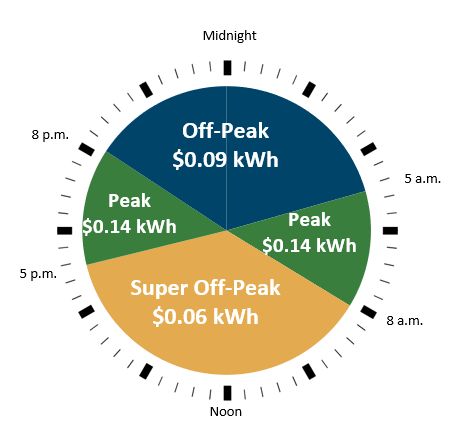 Midnight
8 p.m.
Off-Peak
$0.09 kWh
5 a.m.
Peak
$0.14 kWh
Peak
$0.14 kWh
5 p.m.
Super Off-Peak
$0.06 kWh
8 a.m.
Noon